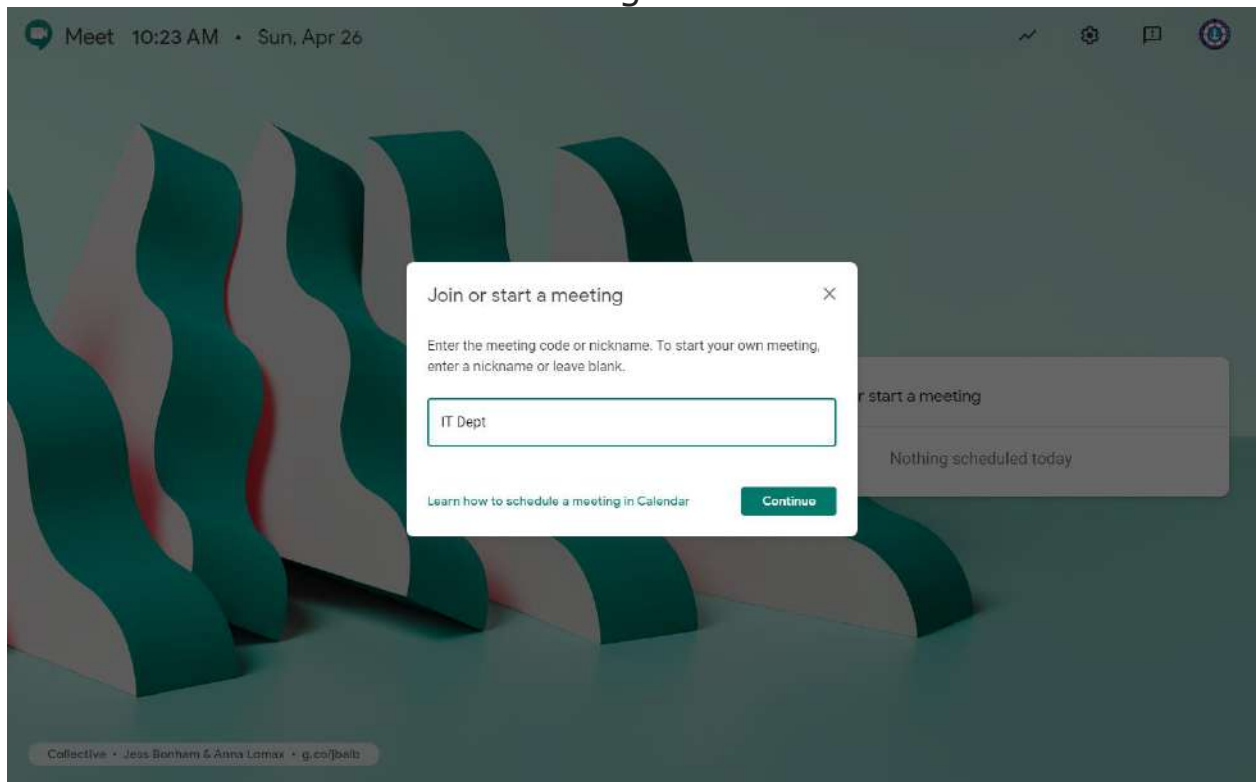 Meet 10:23 AM • Sun, Apr 26
Join or start a meeting
Enter the meeting code or nickname. To start your own meeting,
enter a nickname or leave blank.
IT Dept
Learn how to schedule a meeting in Calendar
Continue
r start a meeting
Nothing scheduled today
Collective • Jess Bonham & Anna Lomax •